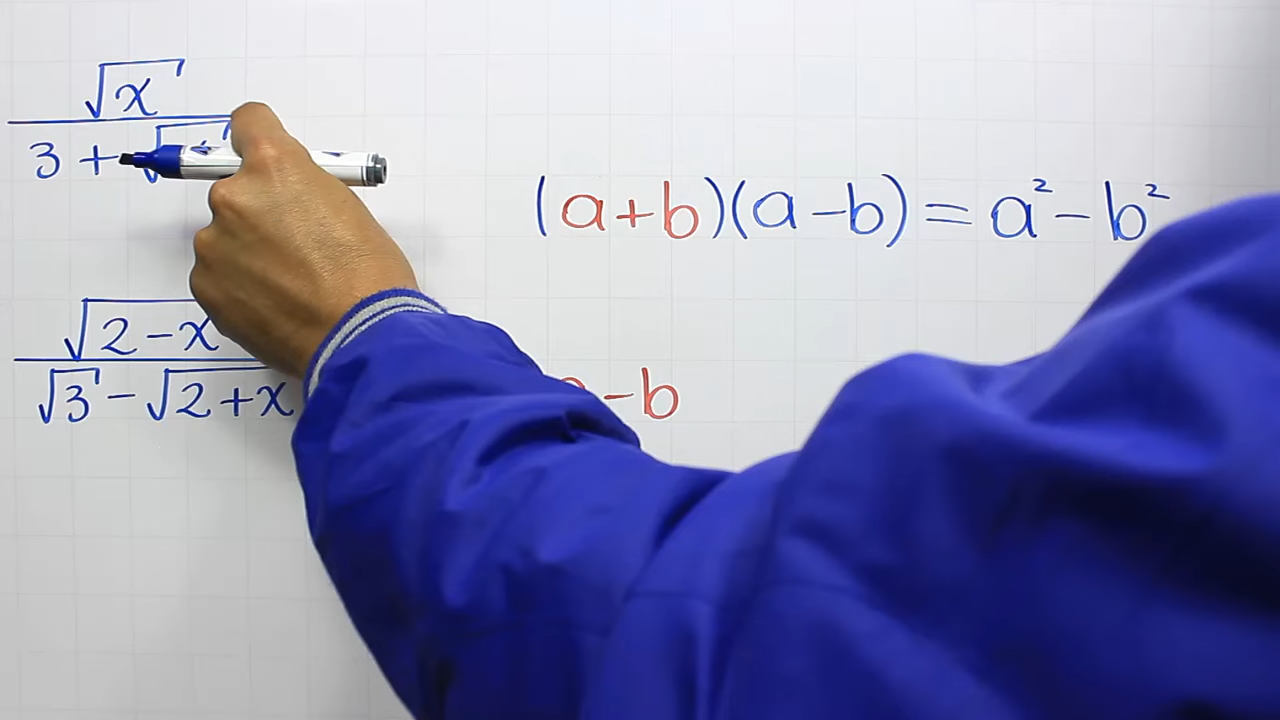 √x
3 + √
(a+b)(a-b) = a² - b²
√2-x
√3 - √2+x
-b